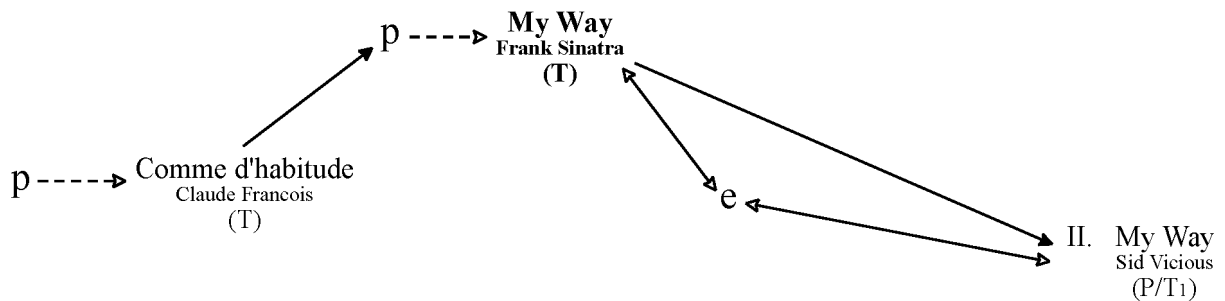 p
My Way
Frank Sinatra
(T)
p
Comme d'habitude
Claude Francois
(T)
e
II. My Way
Sid Vicious
(P/T1)